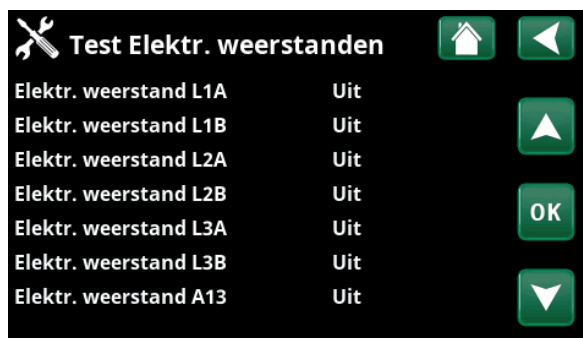 Test Elektr. weerstanden
Elektr. weerstand L1A Uit
Elektr. weerstand L1B Uit
Elektr. weerstand L2A Uit
Elektr. weerstand L2B Uit
Elektr. weerstand L3A Uit
Elektr. weerstand L3B Uit
Elektr. weerstand A13 Uit
OK